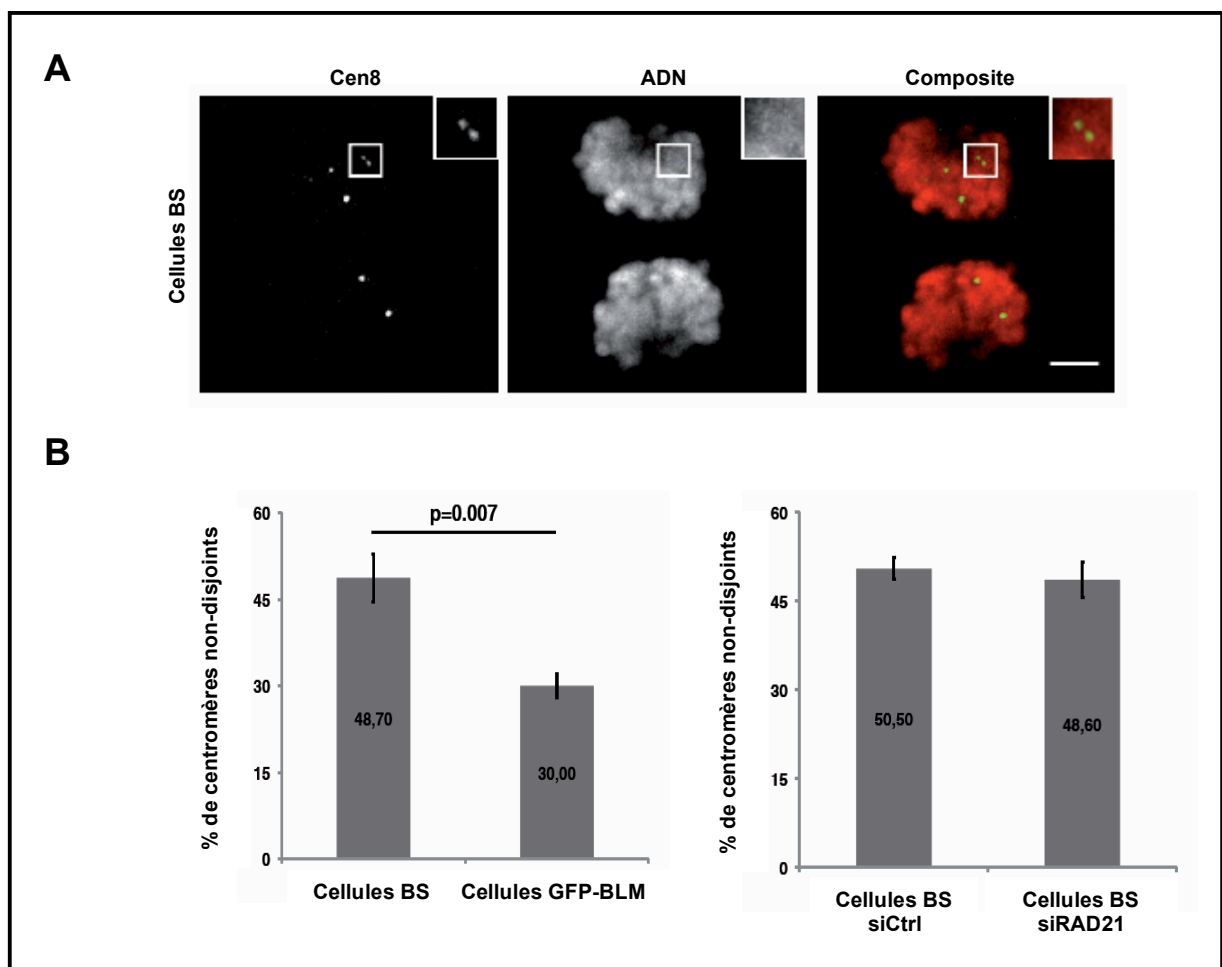 A
Cen8 ADN Composite
Cellules BS
B
p=0.007
% de centromères non-disjoints
60
45
30
15
0
48,70
30,00
Cellules BS Cellules GFP-BLM
% de centromères non-disjoints
60
45
30
15
0
50,50
48,60
Cellules BS
siCtrl
Cellules BS
siRAD21